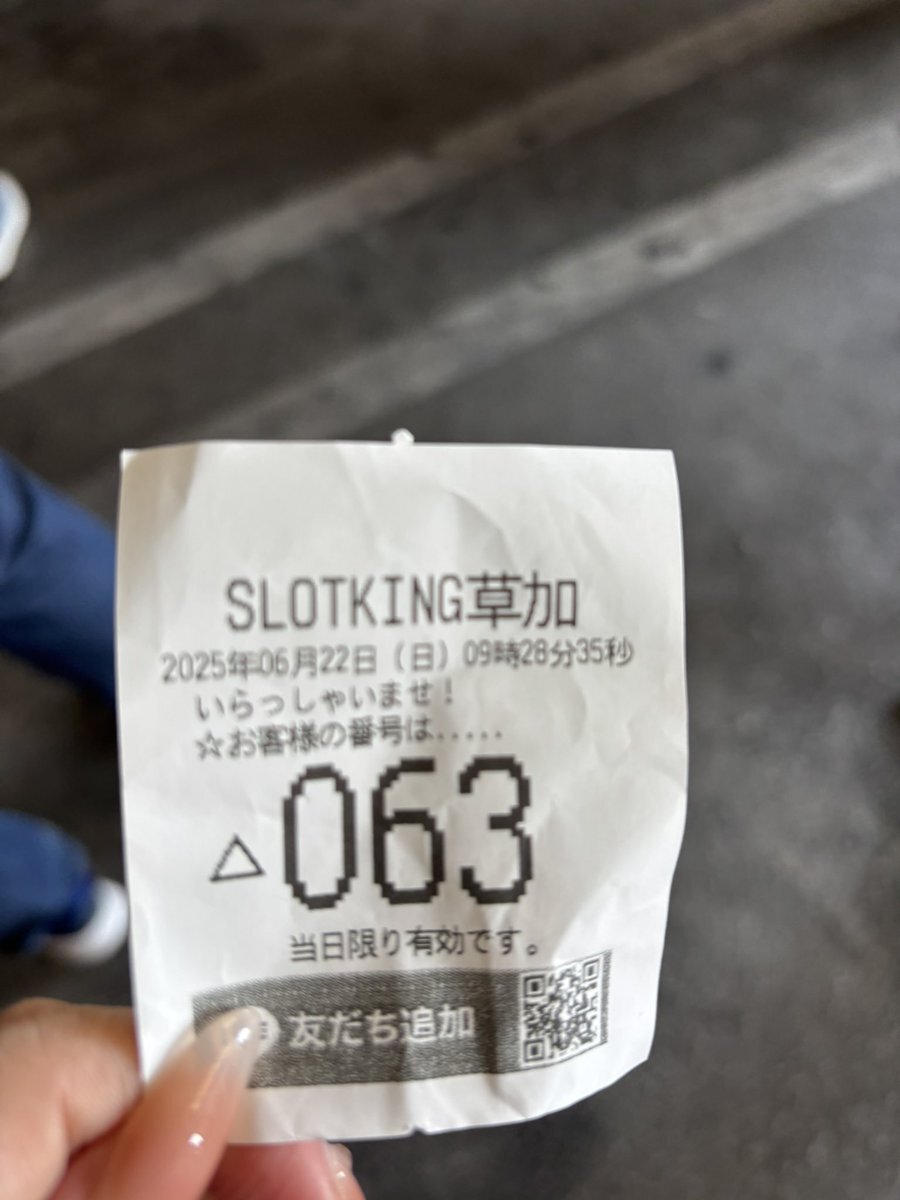 SLOTKING草加
2025年06月22日（日）09時28分35秒
いらっしゃいませ！
☆お客様の番号は.....
△063
当日限り有効です。
友だち追加